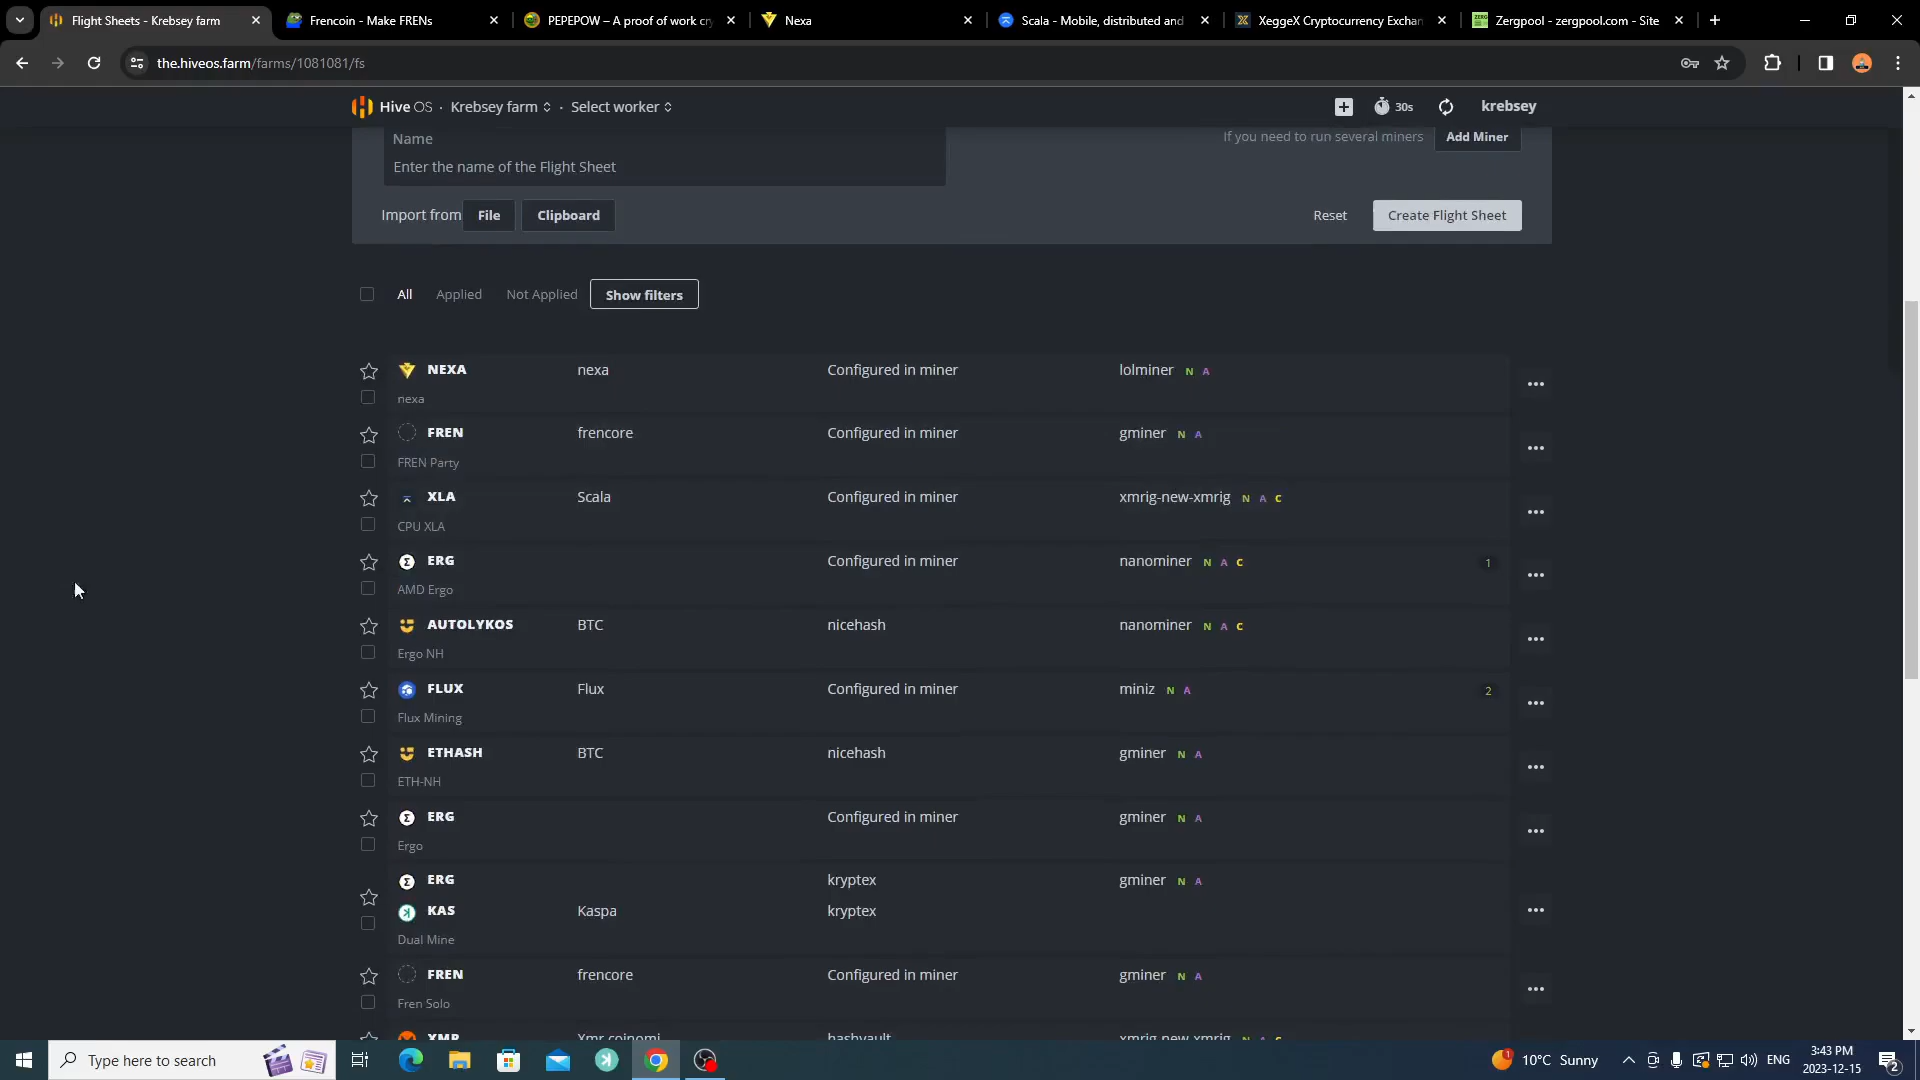 Flight Sheets - Krebsey farm
Frencoin - Make FRENs
PEPEPOW – A proof of work cr
Nexa
Scala - Mobile, distributed and
XeggeX Cryptocurrency Exchan
Zergpool - zergpool.com - Site
the.hiveos.farm/farms/1081081/fs
Hive OS · Krebsey farm · Select worker
30s
krebsey
Name
Enter the name of the Flight Sheet
If you need to run several miners
Add Miner
Import from
File
Clipboard
Reset
Create Flight Sheet
All
Applied
Not Applied
Show filters
NEXA nexa Configured in miner lolminer N A
nexa
FREN frencore Configured in miner gminer N A
FREN Party
XLA Scala Configured in miner xmrig-new-xmrig N A C
CPU XLA
ERG Configured in miner nanominer N A C 1
AMD Ergo
AUTOLYKOS BTC nicehash nanominer N A C
Ergo NH
FLUX Flux Configured in miner miniz N A 2
Flux Mining
ETHASH BTC nicehash gminer N A
ETH-NH
ERG Configured in miner gminer N A
Ergo
ERG kryptex gminer N A
KAS Kaspa kryptex
Dual Mine
FREN frencore Configured in miner gminer N A
Fren Solo
XMR Xmr coinomi hashvault xmrig-new-xmrig N A C
Type here to search
10°C Sunny
ENG
3:43 PM
2023-12-15
2